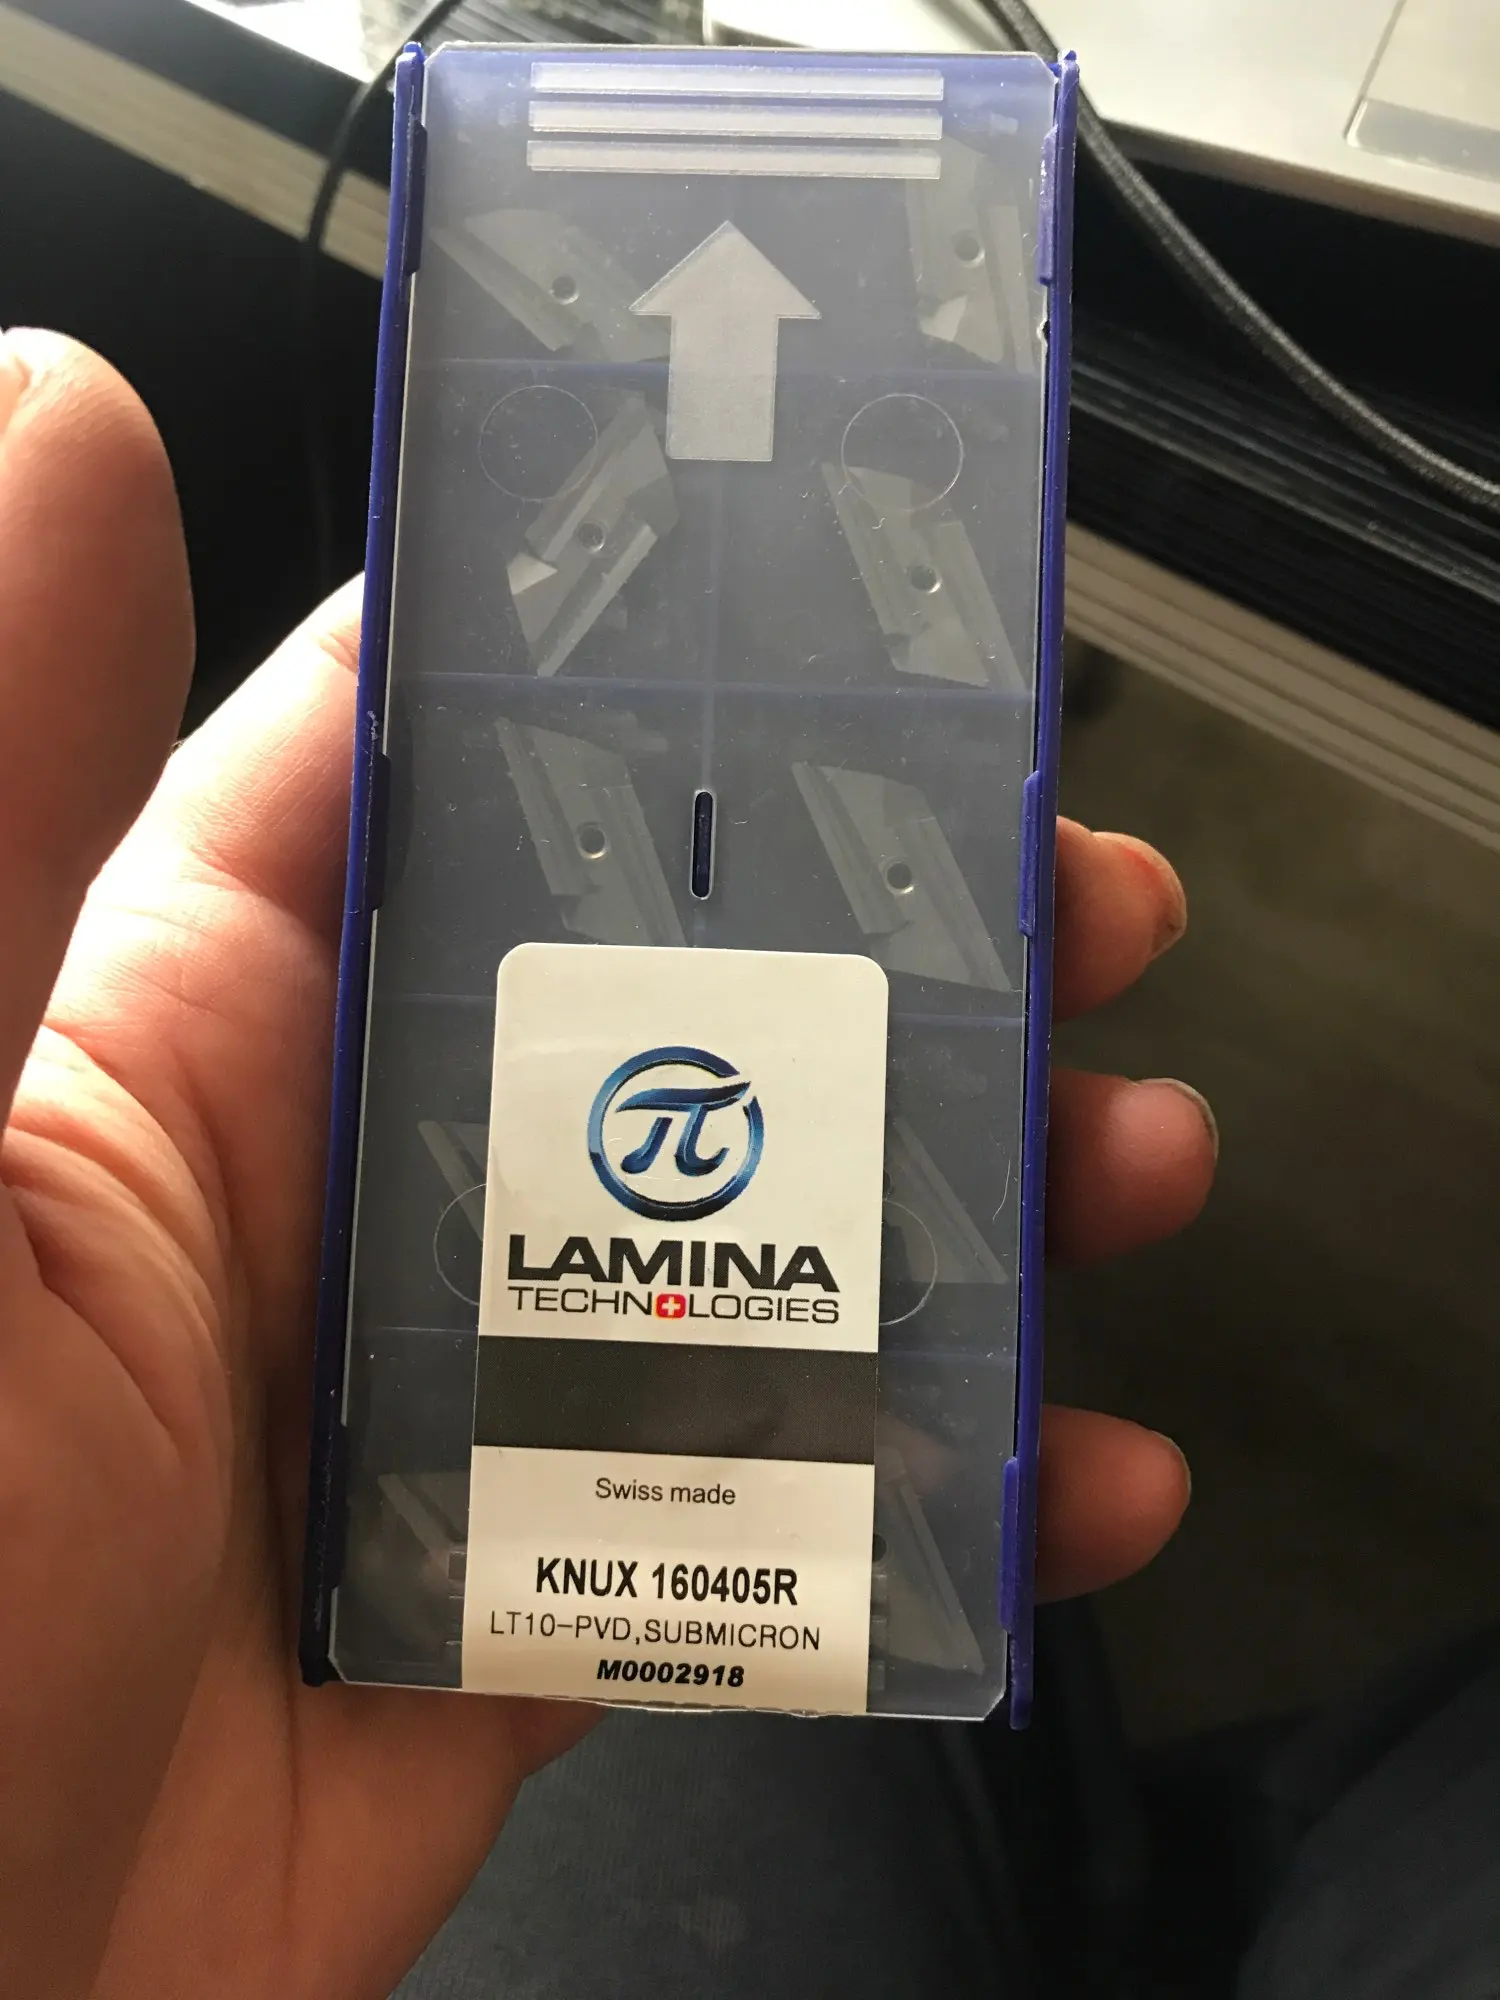 π
LAMINA
TECHNOLOGIES
Swiss made
KNUX 160405R
LT10-PVD,SUBMICRON
M0002918